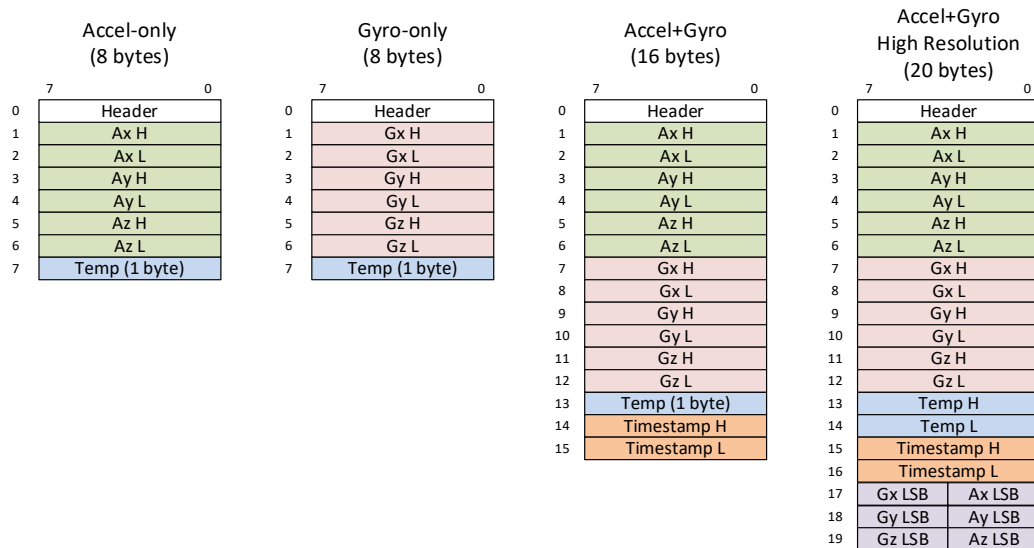 Accel-only
(8 bytes)
7 0
0 Header
1 Ax H
2 Ax L
3 Ay H
4 Ay L
5 Az H
6 Az L
7 Temp (1 byte)
Gyro-only
(8 bytes)
7 0
0 Header
1 Gx H
2 Gx L
3 Gy H
4 Gy L
5 Gz H
6 Gz L
7 Temp (1 byte)
Accel+Gyro
(16 bytes)
7 0
0 Header
1 Ax H
2 Ax L
3 Ay H
4 Ay L
5 Az H
6 Az L
7 Gx H
8 Gx L
9 Gy H
10 Gy L
11 Gz H
12 Gz L
13 Temp (1 byte)
14 Timestamp H
15 Timestamp L
Accel+Gyro
High Resolution
(20 bytes)
7 0
0 Header
1 Ax H
2 Ax L
3 Ay H
4 Ay L
5 Az H
6 Az L
7 Gx H
8 Gx L
9 Gy H
10 Gy L
11 Gz H
12 Gz L
13 Temp H
14 Temp L
15 Timestamp H
16 Timestamp L
17 Gx LSB Ax LSB
18 Gy LSB Ay LSB
19 Gz LSB Az LSB